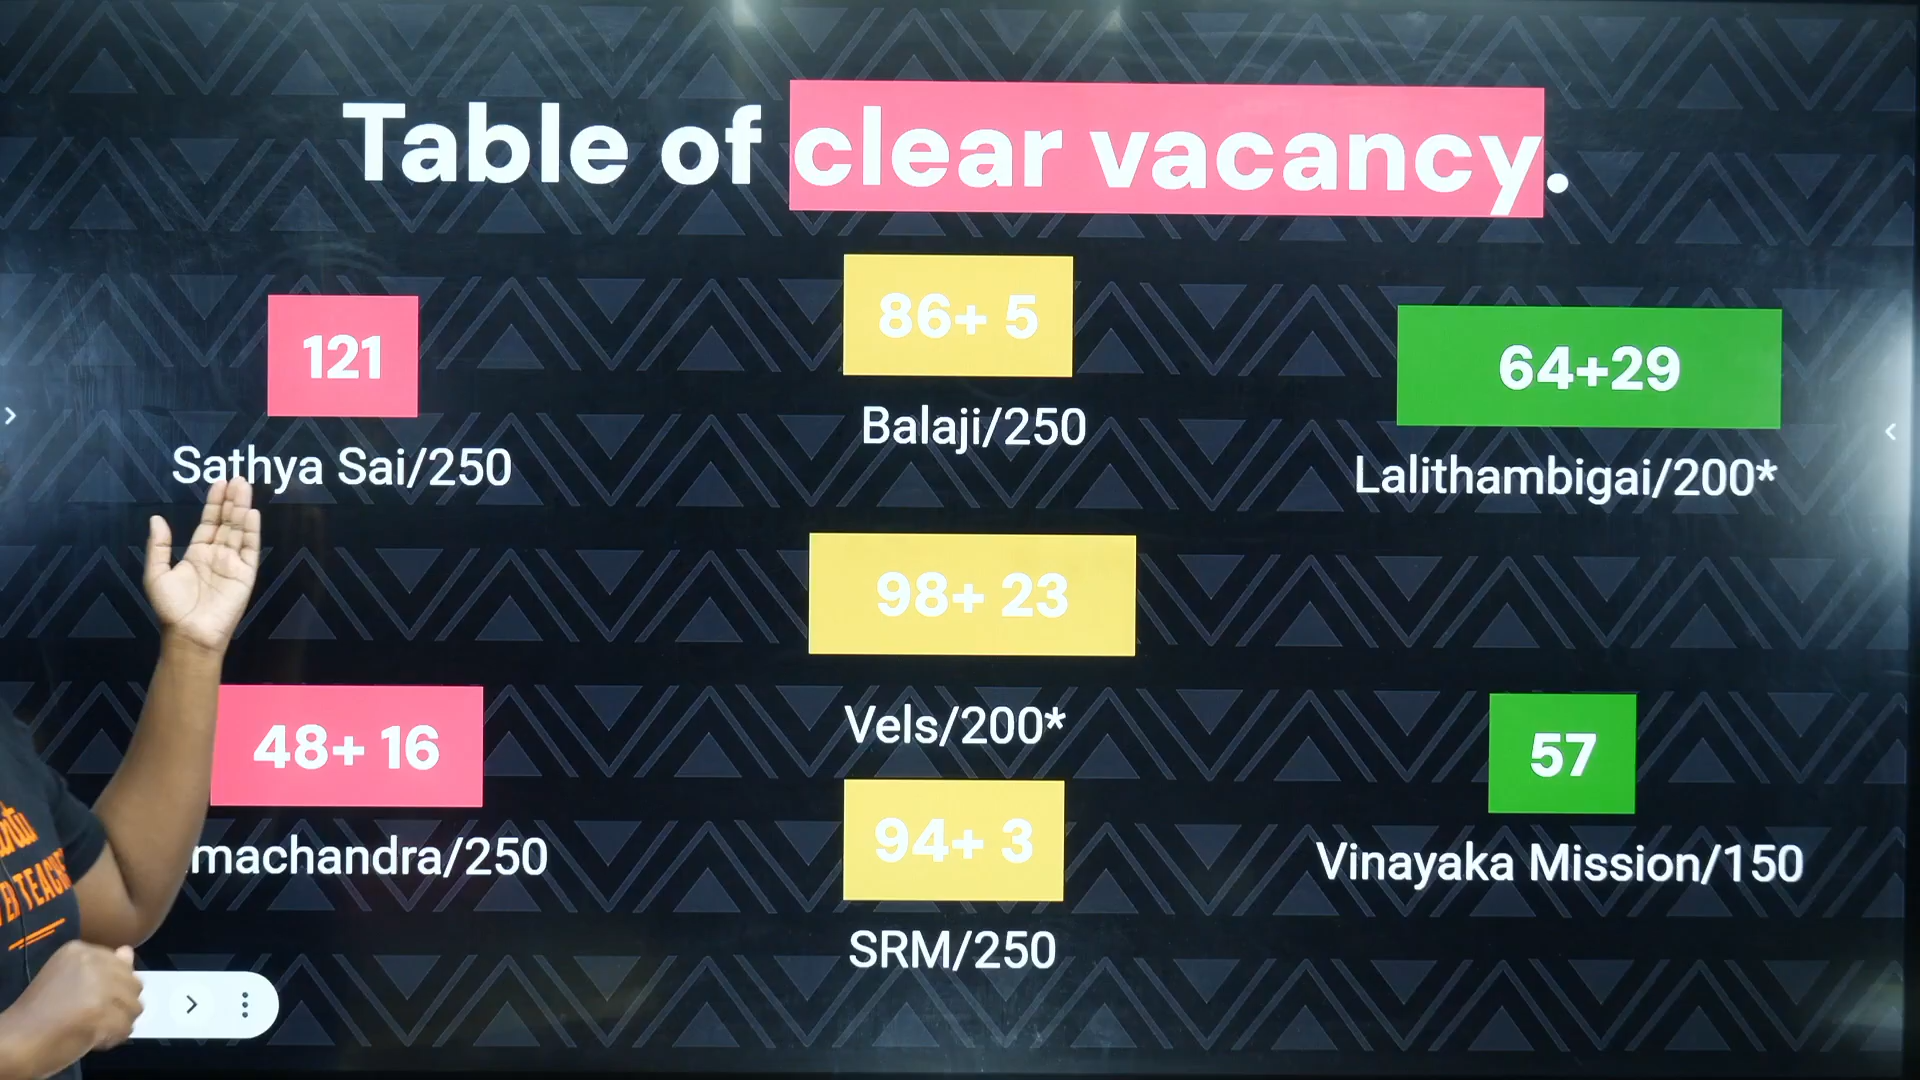 Table of clear vacancy.
121
Sathya Sai/250
86+ 5
Balaji/250
64+29
Lalithambigai/200*
98+ 23
Vels/200*
48+ 16
machandra/250
94+ 3
SRM/250
57
Vinayaka Mission/150